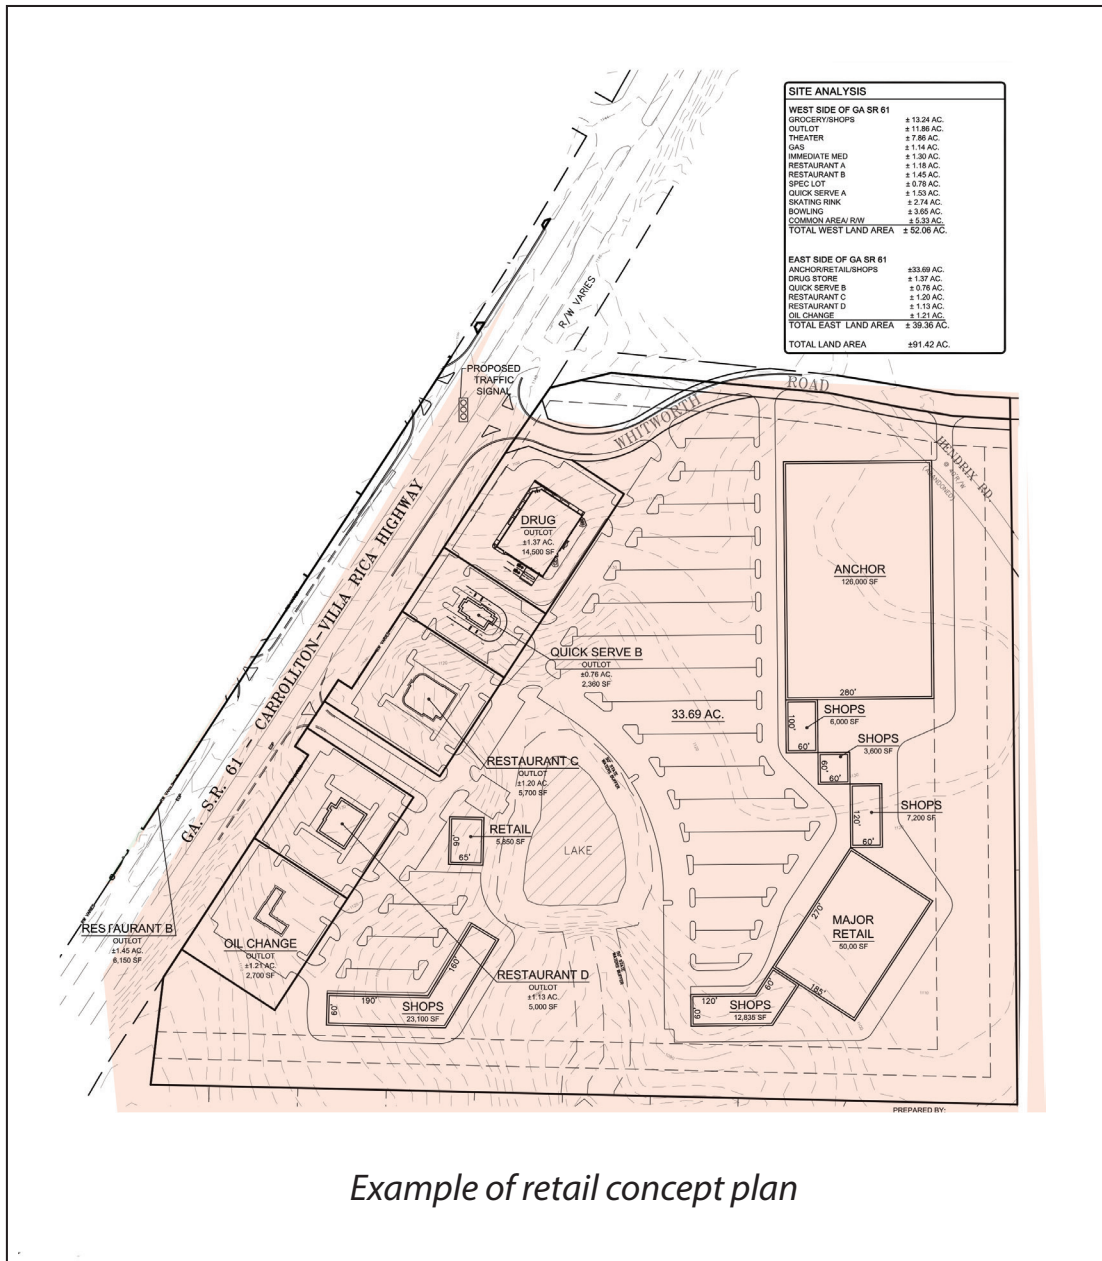 SITE ANALYSIS
WEST SIDE OF GA SR 61
GROCERY/SHOPS ± 13.24 AC.
OUTLOT ± 11.86 AC.
THEATER ± 7.86 AC.
GAS ± 1.14 AC.
IMMEDIATE MED ± 1.30 AC.
RESTAURANT A ± 1.18 AC.
RESTAURANT B ± 1.45 AC.
SPEC LOT ± 0.78 AC.
QUICK SERVE A ± 1.53 AC.
SKATING RINK ± 2.74 AC.
BOWLING ± 3.65 AC.
COMMON AREA/ R/W ± 5.33 AC.
TOTAL WEST LAND AREA ± 52.06 AC.
EAST SIDE OF GA SR 61
ANCHOR/RETAIL/SHOPS ±33.69 AC.
DRUG STORE ± 1.37 AC.
QUICK SERVE B ± 0.76 AC.
RESTAURANT C ± 1.20 AC.
RESTAURANT D ± 1.13 AC.
OIL CHANGE ± 1.21 AC.
TOTAL EAST LAND AREA ± 39.36 AC.
TOTAL LAND AREA ±91.42 AC.
R/W VARIES
PROPOSED
TRAFFIC
SIGNAL
WHITWORTH ROAD
HENDRIX RD.
(ABANDONED)
GA. S.R. 61 - CARROLLTON-VILLA RICA HIGHWAY
DRUG
OUTLOT
±1.37 AC.
14,500 SF
ANCHOR
126,000 SF
280'
QUICK SERVE B
OUTLOT
±0.76 AC.
2,360 SF
33.69 AC.
SHOPS
6,000 SF
100'
60'
SHOPS
3,600 SF
60'
60'
SHOPS
7,200 SF
120'
60'
RESTAURANT C
OUTLOT
±1.20 AC.
5,700 SF
RETAIL
5,850 SF
90'
65'
LAKE
MAJOR
RETAIL
50,00 SF
270'
185'
RESTAURANT B
OUTLOT
±1.45 AC.
6,150 SF
OIL CHANGE
OUTLOT
±1.21 AC.
2,700 SF
RESTAURANT D
OUTLOT
±1.13 AC.
5,000 SF
190'
160'
60'
SHOPS
23,100 SF
120'
60'
60'
SHOPS
12,835 SF
PREPARED BY:
Example of retail concept plan